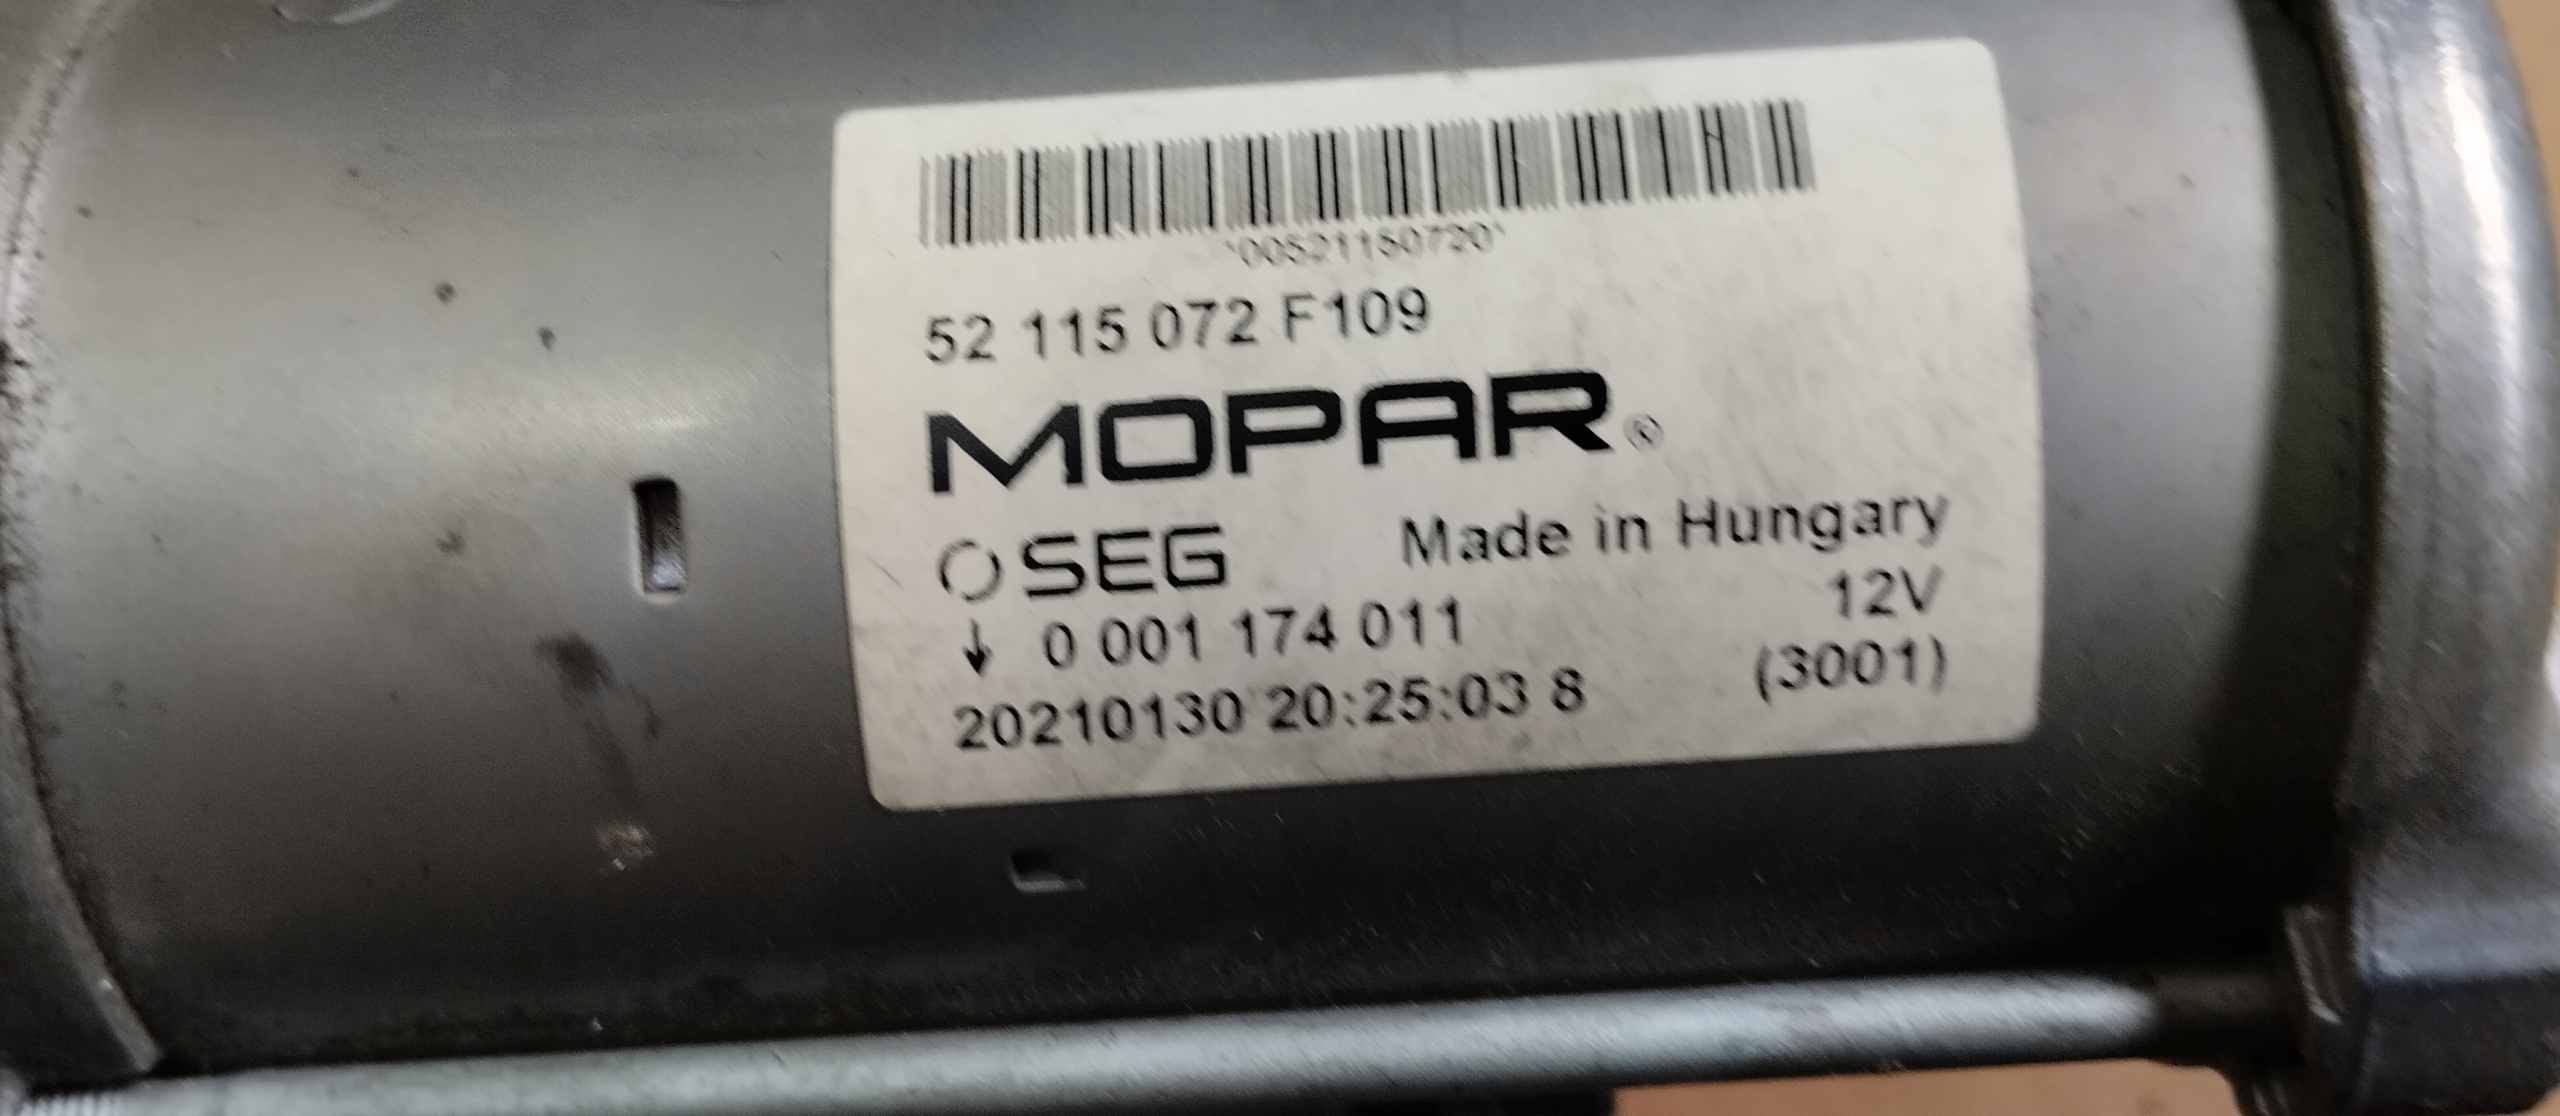 *00521150720*
52 115 072 F109
MOPAR®
SEG Made in Hungary
12V
↓ 0 001 174 011
(3001)
20210130 20:25:03 8